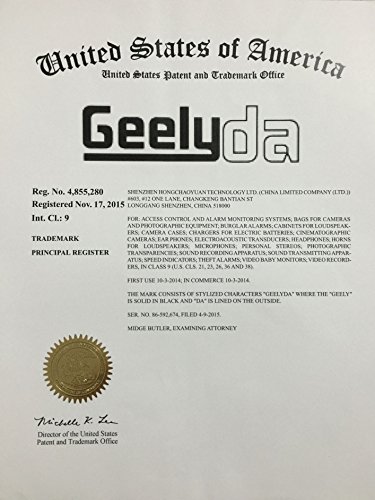 United States of America
United States Patent and Trademark Office
Geelyda
Reg. No. 4,855,280
Registered Nov. 17, 2015
Int. Cl.: 9
TRADEMARK
PRINCIPAL REGISTER
SHENZHEN HONGCHAOYUAN TECHNOLOGY LTD. (CHINA LIMITED COMPANY (LTD.))
#603, #12 ONE LANE, CHANGKENG BANTIAN ST
LONGGANG SHENZHEN, CHINA 518000
FOR: ACCESS CONTROL AND ALARM MONITORING SYSTEMS; BAGS FOR CAMERAS
AND PHOTOGRAPHIC EQUIPMENT; BURGLAR ALARMS; CABINETS FOR LOUDSPEAK-
ERS; CAMERA CASES; CHARGERS FOR ELECTRIC BATTERIES; CINEMATOGRAPHIC
CAMERAS; EAR PHONES; ELECTROACOUSTIC TRANSDUCERS; HEADPHONES; HORNS
FOR LOUDSPEAKERS; MICROPHONES; PERSONAL STEREOS; PHOTOGRAPHIC
TRANSPARENCIES; SOUND RECORDING APPARATUS; SOUND TRANSMITTING APPAR-
ATUS; SPEED INDICATORS; THEFT ALARMS; VIDEO BABY MONITORS; VIDEO RECORD-
ERS, IN CLASS 9 (U.S. CLS. 21, 23, 26, 36 AND 38).
FIRST USE 10-3-2014; IN COMMERCE 10-3-2014.
THE MARK CONSISTS OF STYLIZED CHARACTERS "GEELYDA" WHERE THE "GEELY"
IS SOLID IN BLACK AND "DA" IS LINED ON THE OUTSIDE.
SER. NO. 86-592,674, FILED 4-9-2015.
MIDGE BUTLER, EXAMINING ATTORNEY
Michelle K. Lee
Director of the United States
Patent and Trademark Office